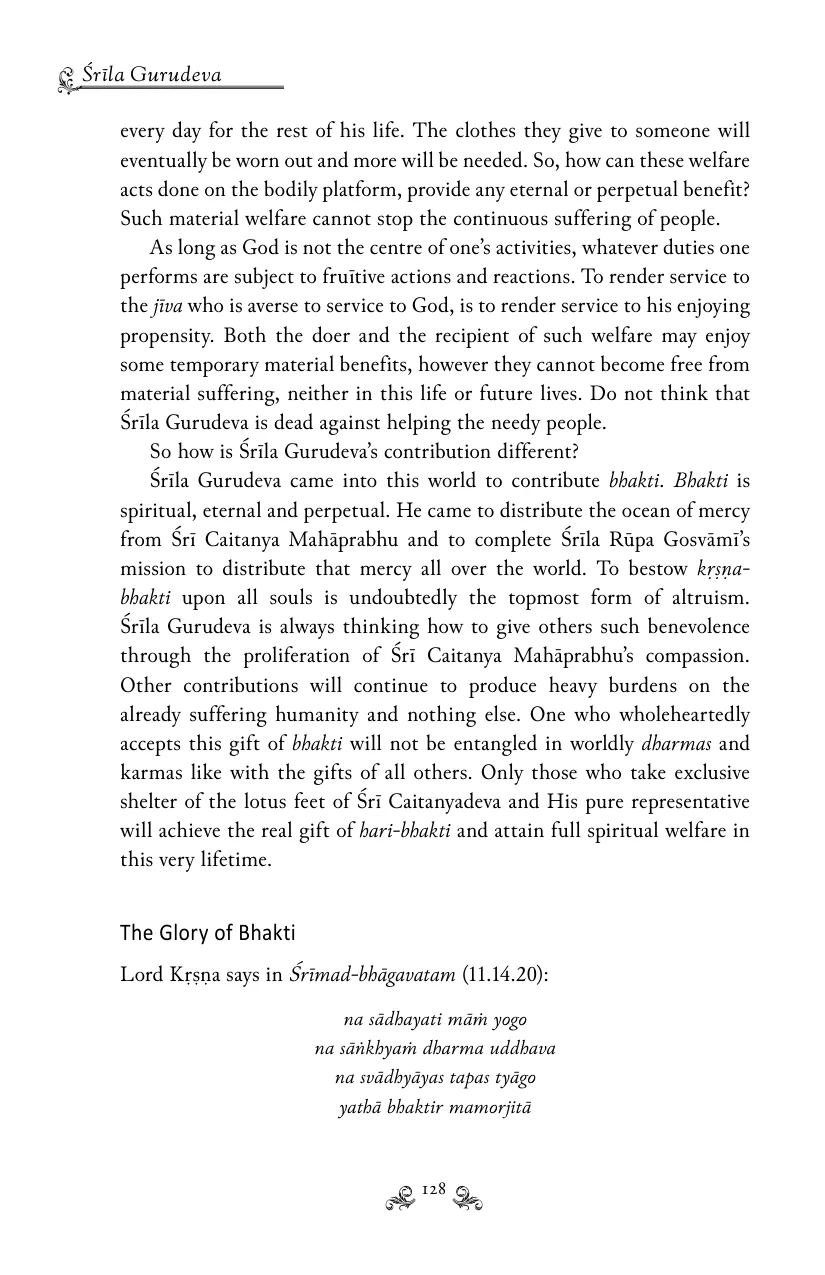 Śrīla Gurudeva
every day for the rest of his life. The clothes they give to someone will
eventually be worn out and more will be needed. So, how can these welfare
acts done on the bodily platform, provide any eternal or perpetual benefit?
Such material welfare cannot stop the continuous suffering of people.
As long as God is not the centre of one’s activities, whatever duties one
performs are subject to fruītive actions and reactions. To render service to
the jīva who is averse to service to God, is to render service to his enjoying
propensity. Both the doer and the recipient of such welfare may enjoy
some temporary material benefits, however they cannot become free from
material suffering, neither in this life or future lives. Do not think that
Śrīla Gurudeva is dead against helping the needy people.
So how is Śrīla Gurudeva’s contribution different?
Śrīla Gurudeva came into this world to contribute bhakti. Bhakti is
spiritual, eternal and perpetual. He came to distribute the ocean of mercy
from Śrī Caitanya Mahāprabhu and to complete Śrīla Rūpa Gosvāmī’s
mission to distribute that mercy all over the world. To bestow kṛṣṇa-
bhakti upon all souls is undoubtedly the topmost form of altruism.
Śrīla Gurudeva is always thinking how to give others such benevolence
through the proliferation of Śrī Caitanya Mahāprabhu’s compassion.
Other contributions will continue to produce heavy burdens on the
already suffering humanity and nothing else. One who wholeheartedly
accepts this gift of bhakti will not be entangled in worldly dharmas and
karmas like with the gifts of all others. Only those who take exclusive
shelter of the lotus feet of Śrī Caitanyadeva and His pure representative
will achieve the real gift of hari-bhakti and attain full spiritual welfare in
this very lifetime.
The Glory of Bhakti
Lord Kṛṣṇa says in Śrīmad-bhāgavatam (11.14.20):
na sādhayati māṁ yogo
na sāṅkhyaṁ dharma uddhava
na svādhyāyas tapas tyāgo
yathā bhaktir mamorjitā
128